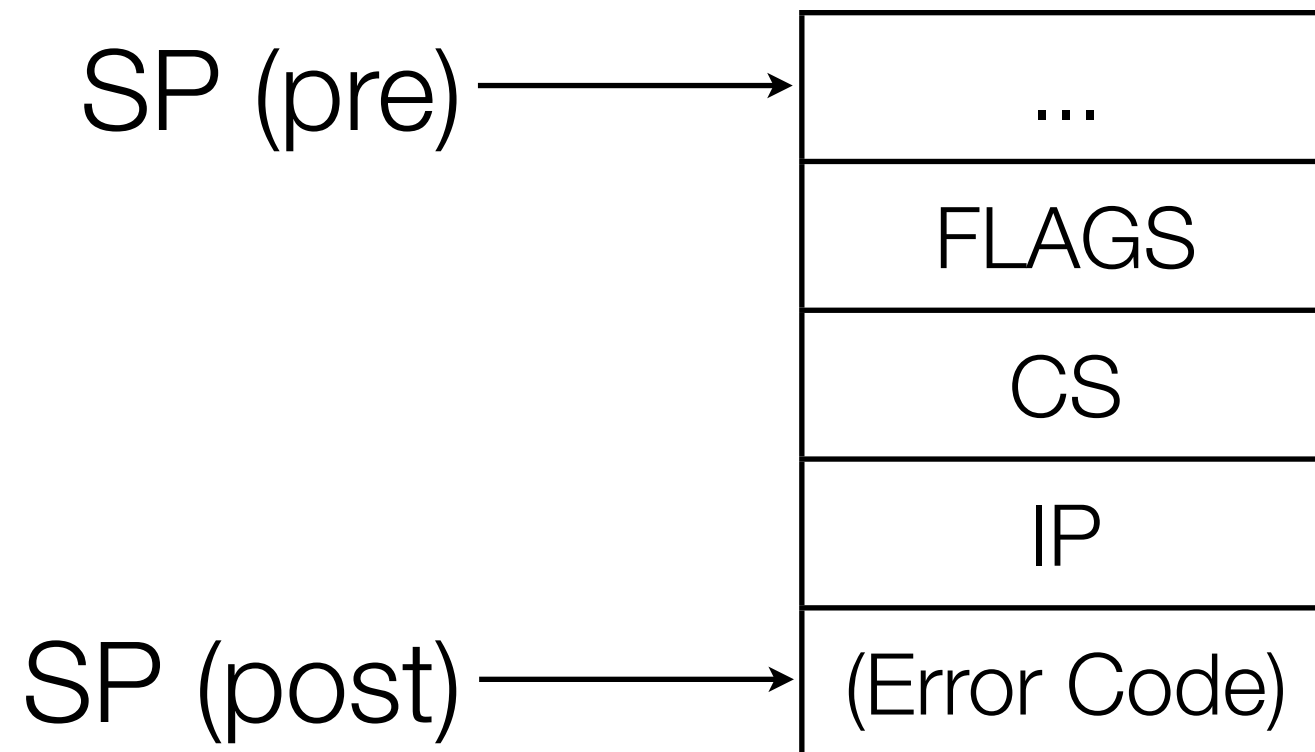 SP (pre)
...
FLAGS
CS
IP
SP (post)
(Error Code)